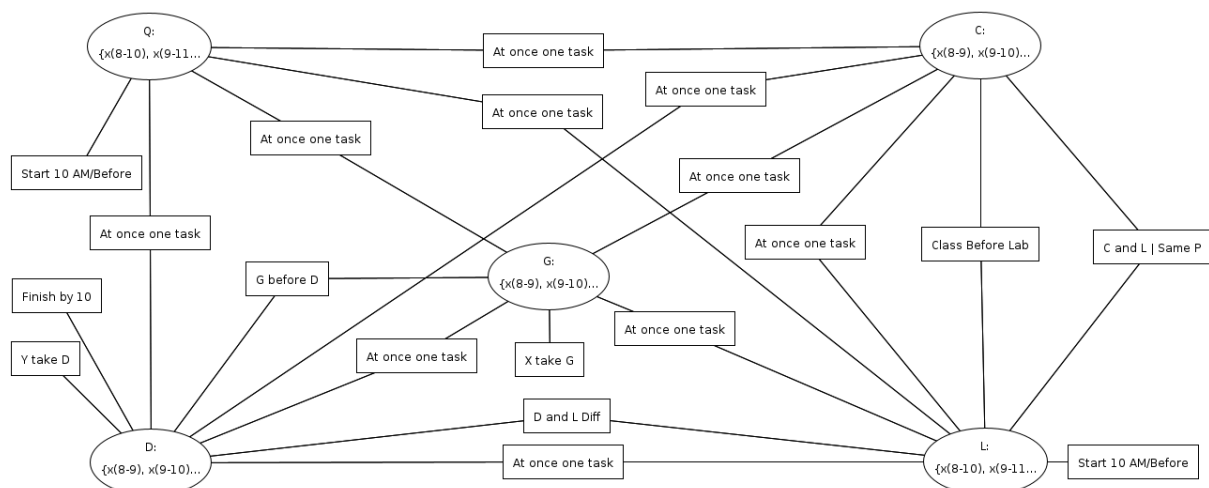 Q:
{x(8-10), x(9-11...
C:
{x(8-9), x(9-10)...
At once one task
At once one task
At once one task
At once one task
Start 10 AM/Before
At once one task
At once one task
At once one task
Class Before Lab
C and L | Same P
G:
{x(8-9), x(9-10)...
G before D
Finish by 10
At once one task
Y take D
At once one task
X take G
D and L Diff
D:
{x(8-9), x(9-10)...
At once one task
L:
{x(8-10), x(9-11...
Start 10 AM/Before